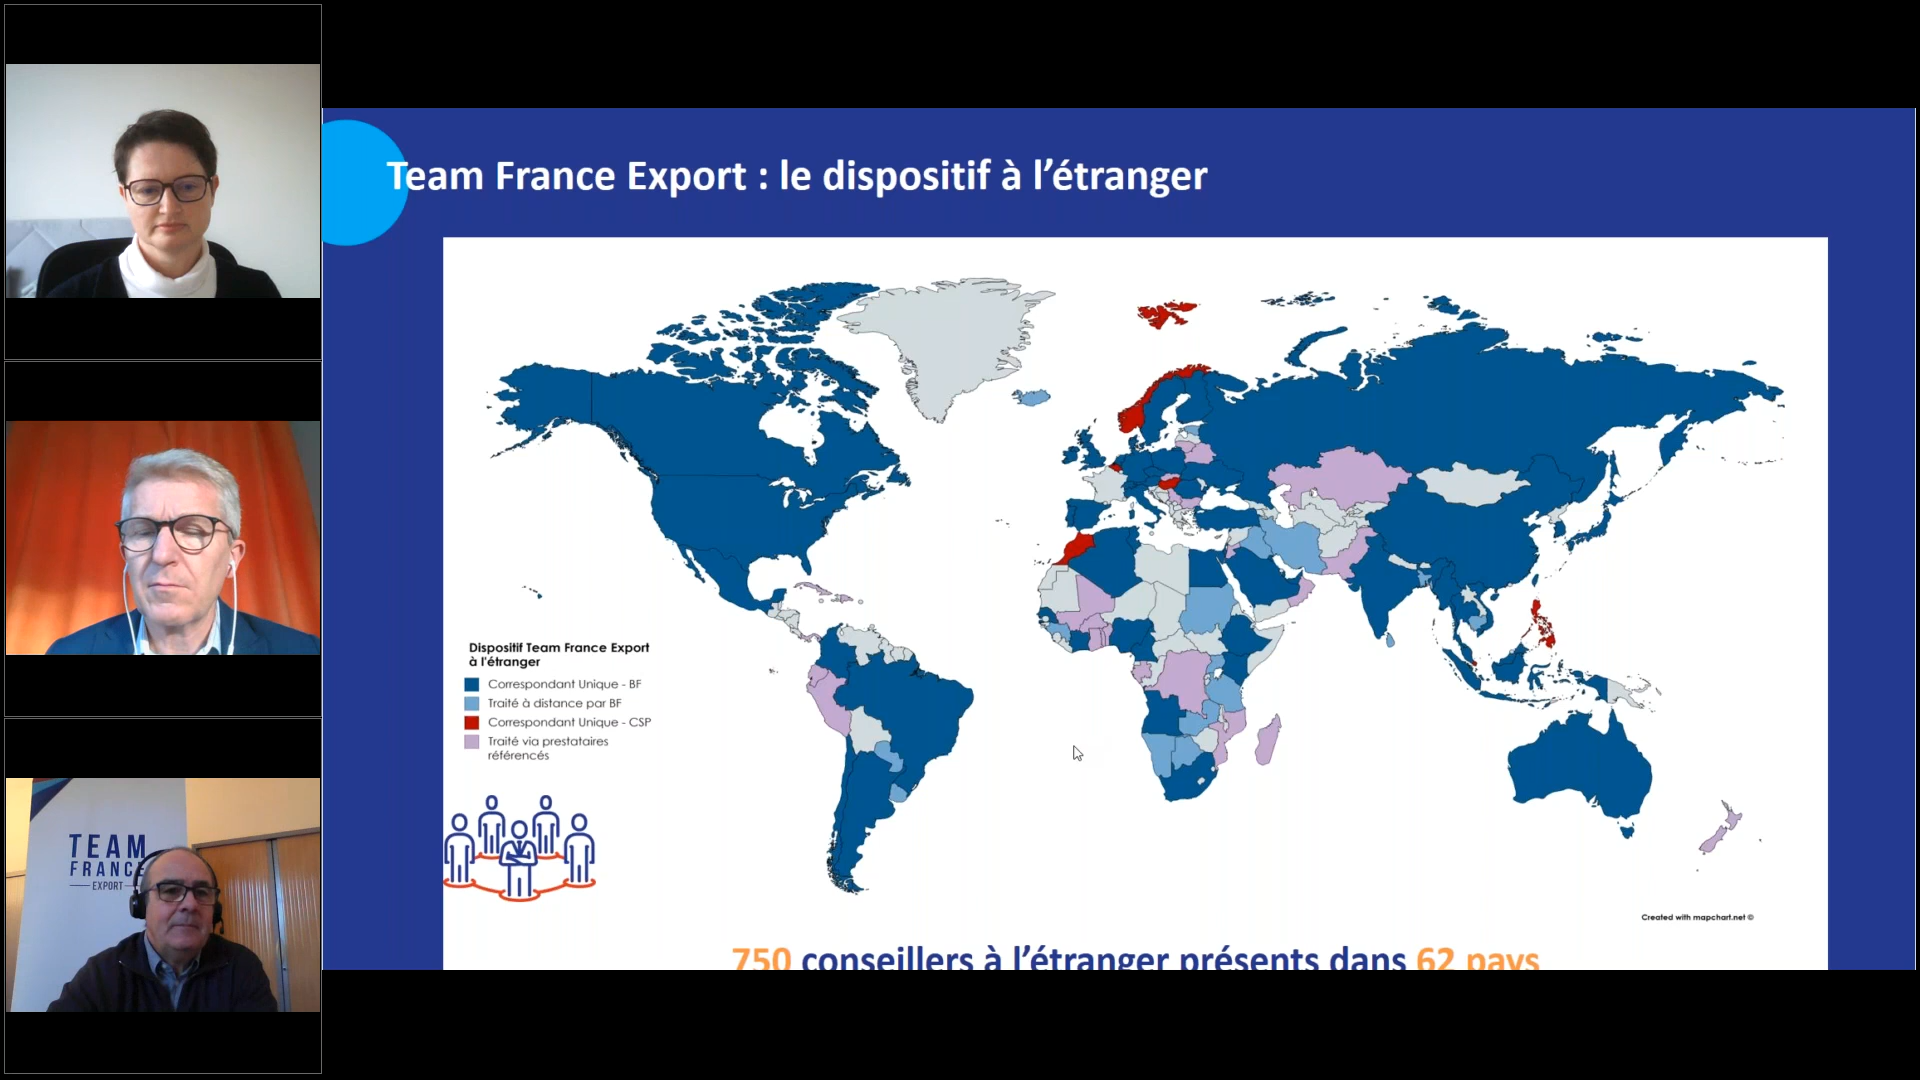 Team France Export : le dispositif à l’étranger
Dispositif Team France Export
à l'étranger
Correspondant Unique - BF
Traité à distance par BF
Correspondant Unique - CSP
Traité via prestataires
référencés
Created with mapchart.net ©
750 conseillers à l’étranger présents dans 62 pays
TEAM
FRANCE
EXPORT